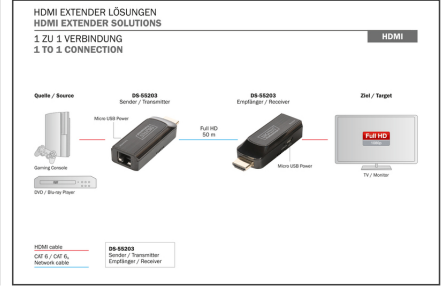 HDMI EXTENDER LÖSUNGEN
HDMI EXTENDER SOLUTIONS
1 ZU 1 VERBINDUNG
1 TO 1 CONNECTION
HDMI
Quelle / Source
DS-55203
Sender / Transmitter
DS-55203
Empfänger / Receiver
Ziel / Target
Micro USB Power
Full HD
50 m
Full HD
1080p
Micro USB Power
Gaming Console
TV / Monitor
DVD / Blu-ray Player
HDMI cable
CAT 6 / CAT 6A
Network cable
DS-55203
Sender / Transmitter
Empfänger / Receiver